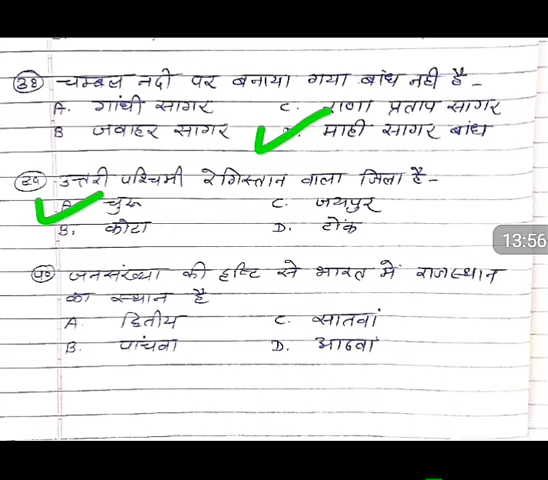 (38) चम्बल नदी पर बनाया गया बांध नही है -
A. गांधी सागर C. राणा प्रताप सागर
B जवाहर सागर माही सागर बांध
(39) उत्तरी पश्चिमी रेगिस्तान वाला जिला है -
A चुरू C. जयपुर
B. कोटा D. टोंक
13:56
(40) जनसंख्या की दृष्टि से भारत में राजस्थान
का स्थान है
A. द्वितीय C. सातवां
B. पांचवा D. आठवां